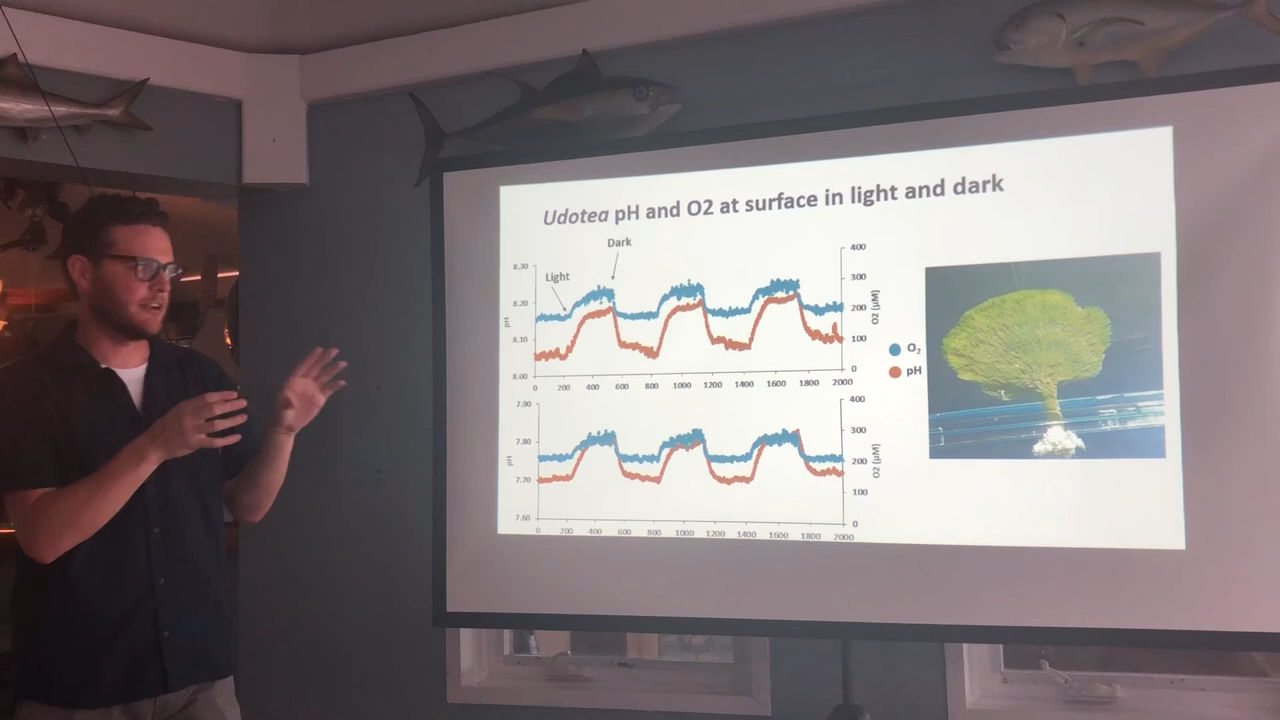 Udotea pH and O2 at surface in light and dark
Dark
Light
8.30
8.20
8.10
8.00
pH
400
300
200
100
0
O2 (µM)
0 200 400 600 800 1000 1200 1400 1600 1800 2000
O2
pH
7.90
7.80
7.70
7.60
pH
400
300
200
100
0
O2 (µM)
0 200 400 600 800 1000 1200 1400 1600 1800 2000